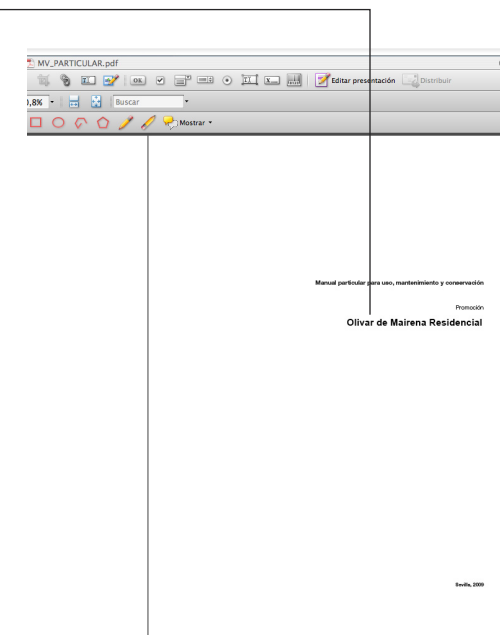 MV_PARTICULAR.pdf
OK
Editar presentación
Distribuir
,8%
Buscar
Mostrar
Manual particular para uso, mantenimiento y conservación
Promoción
Olivar de Mairena Residencial
Sevilla, 2009